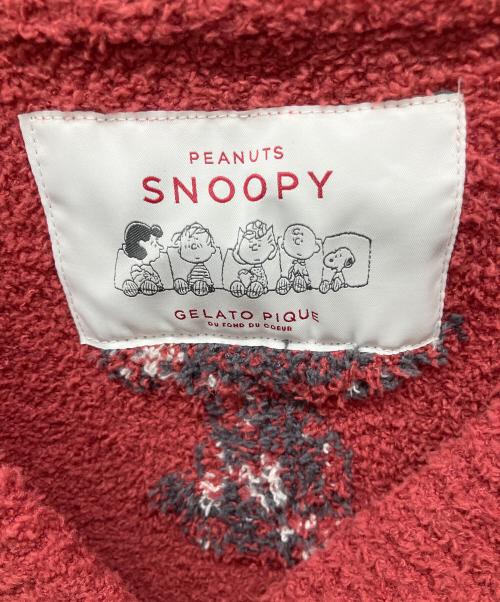 PEANUTS
SNOOPY
GELATO PIQUE
DU FOND DU COEUR